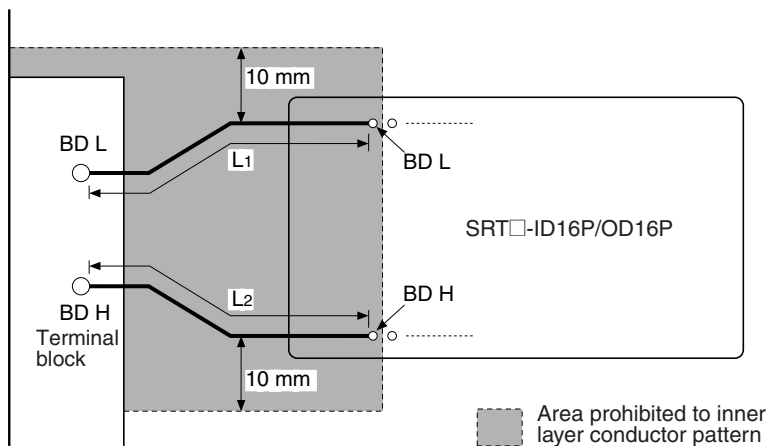 10 mm
BD L
L1
BD L
SRT□-ID16P/OD16P
L2
BD H
BD H
Terminal
block
10 mm
Area prohibited to inner
layer conductor pattern